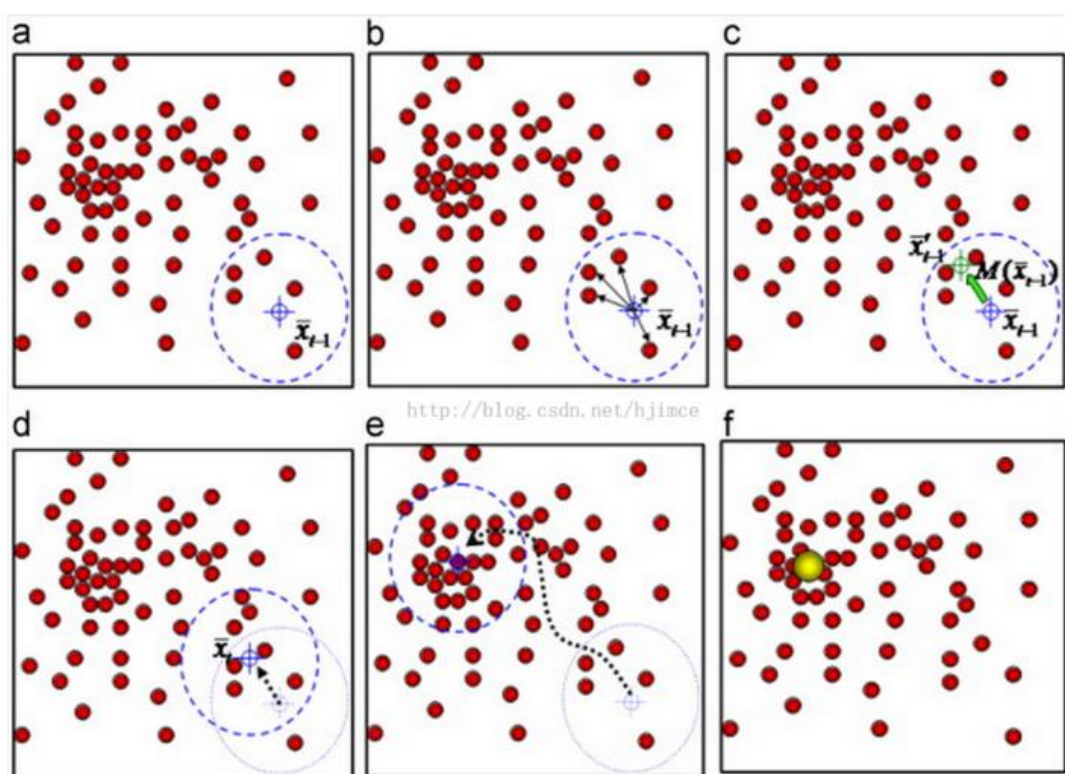 a b c
x̄'ₜ₋₁ M(x̄ₜ₋₁)
x̄ₜ₋₁ x̄ₜ₋₁ x̄ₜ₋₁
http://blog.csdn.net/hjimce
d e f
x̄ₜ